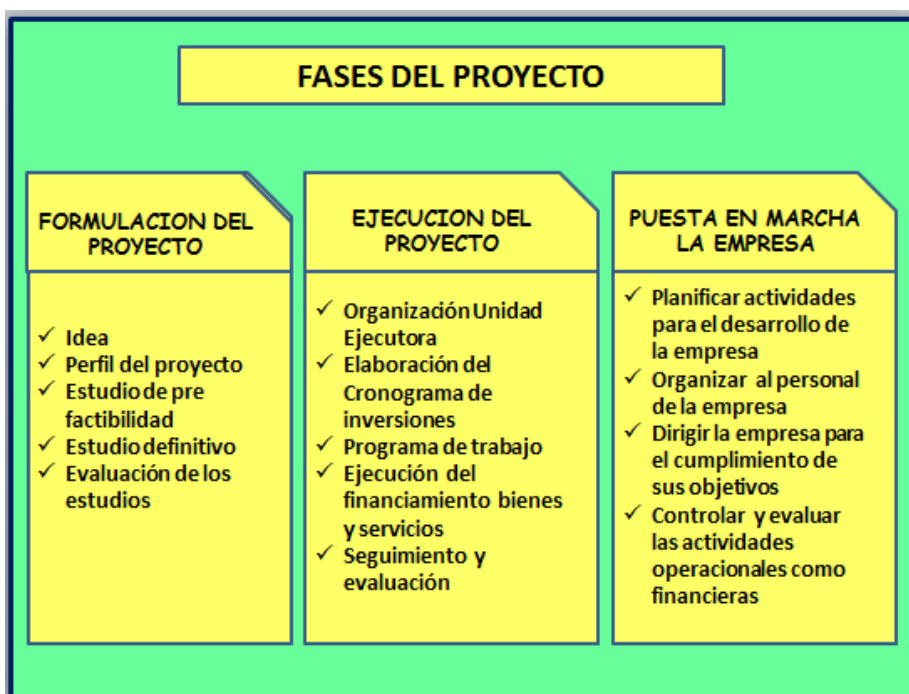 FASES DEL PROYECTO
FORMULACION DEL
PROYECTO
✓ Idea
✓ Perfil del proyecto
✓ Estudio de pre
factibilidad
✓ Estudio definitivo
✓ Evaluación de los
estudios
EJECUCION DEL
PROYECTO
✓ Organización Unidad
Ejecutora
✓ Elaboración del
Cronograma de
inversiones
✓ Programa de trabajo
✓ Ejecución del
financiamiento bienes
y servicios
✓ Seguimiento y
evaluación
PUESTA EN MARCHA
LA EMPRESA
✓ Planificar actividades
para el desarrollo de
la empresa
✓ Organizar al personal
de la empresa
✓ Dirigir la empresa para
el cumplimiento de
sus objetivos
✓ Controlar y evaluar
las actividades
operacionales como
financieras